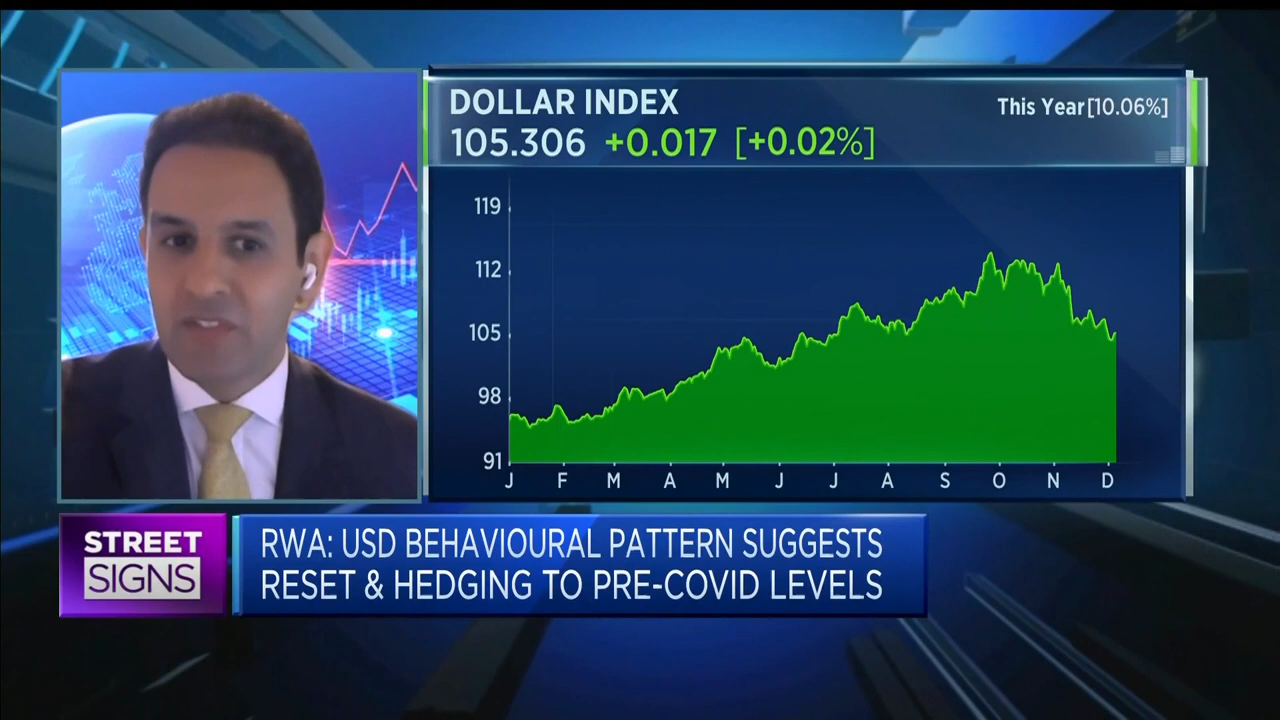 DOLLAR INDEX
This Year[10.06%]
105.306 +0.017 [+0.02%]
119
112
105
98
91
J F M A M J J A S O N D
STREET
SIGNS
RWA: USD BEHAVIOURAL PATTERN SUGGESTS
RESET & HEDGING TO PRE-COVID LEVELS